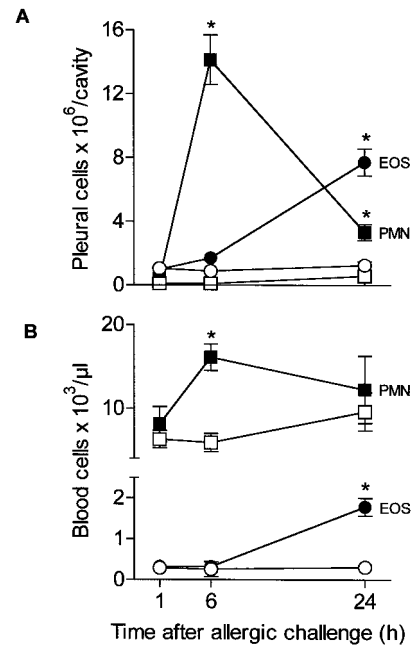 A
Pleural cells x 10⁶/cavity
16
12
8
4
0
*
*
EOS
*
PMN
B
Blood cells x 10³/µl
20
10
*
PMN
2
1
0
*
EOS
1 6 24
Time after allergic challenge (h)